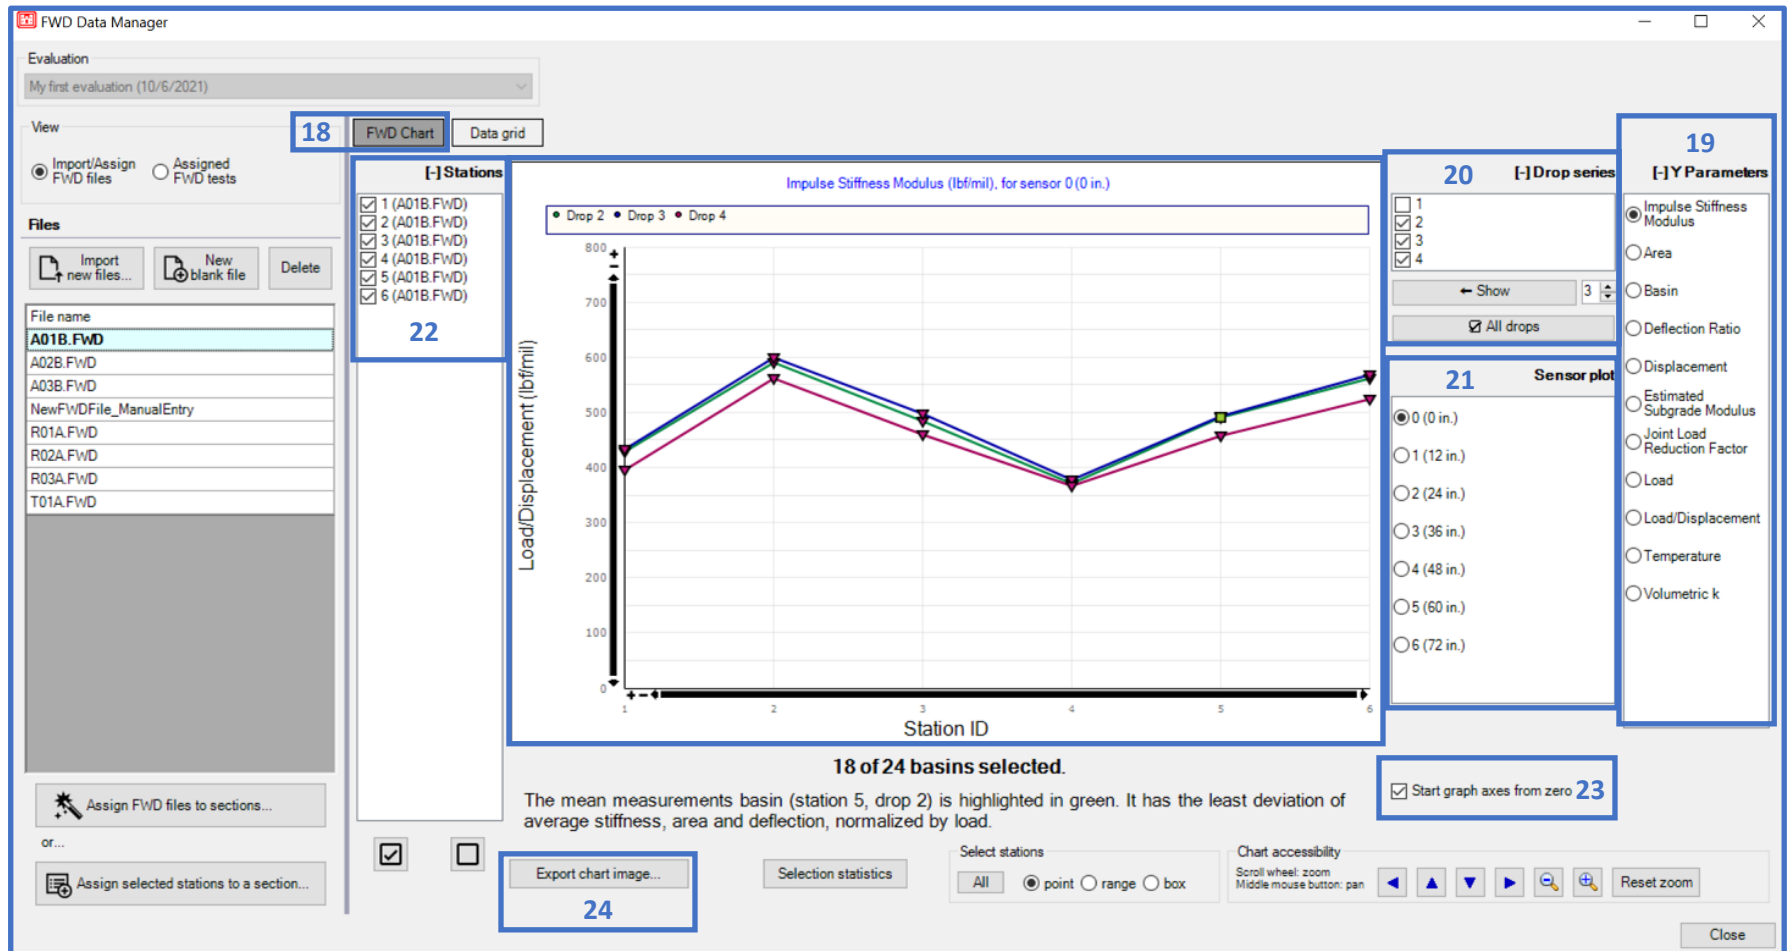 FWD Data Manager
Evaluation
My first evaluation (10/6/2021)
View
Import/Assign
FWD files
Assigned
FWD tests
Files
Import
new files...
New
blank file
Delete
File name
A01B.FWD
A02B.FWD
A03B.FWD
NewFWDFile_ManualEntry
R01A.FWD
R02A.FWD
R03A.FWD
T01A.FWD
Assign FWD files to sections...
or...
Assign selected stations to a section...
18
FWD Chart
Data grid
[-] Stations
1 (A01B.FWD)
2 (A01B.FWD)
3 (A01B.FWD)
4 (A01B.FWD)
5 (A01B.FWD)
6 (A01B.FWD)
22
Impulse Stiffness Modulus (lbf/mil), for sensor 0 (0 in.)
Drop 2 Drop 3 Drop 4
Load/Displacement (lbf/mil)
800
700
600
500
400
300
200
100
0
1 2 3 4 5 6
Station ID
18 of 24 basins selected.
The mean measurements basin (station 5, drop 2) is highlighted in green. It has the least deviation of
average stiffness, area and deflection, normalized by load.
Export chart image...
24
Selection statistics
Select stations
All
point
range
box
20
[-] Drop series
1
2
3
4
← Show
3
All drops
21
Sensor plot
0 (0 in.)
1 (12 in.)
2 (24 in.)
3 (36 in.)
4 (48 in.)
5 (60 in.)
6 (72 in.)
19
[-] Y Parameters
Impulse Stiffness
Modulus
Area
Basin
Deflection Ratio
Displacement
Estimated
Subgrade Modulus
Joint Load
Reduction Factor
Load
Load/Displacement
Temperature
Volumetric k
Start graph axes from zero 23
Chart accessibility
Scroll wheel: zoom
Middle mouse button: pan
Reset zoom
Close